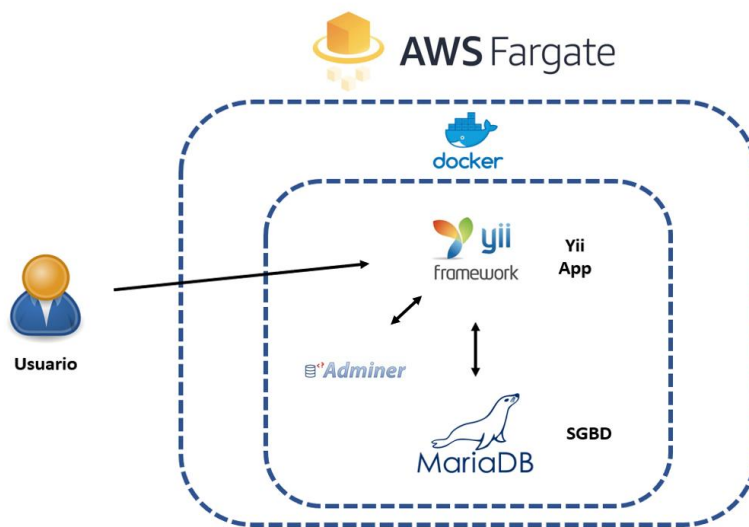 AWS Fargate
docker
yii
framework
Yii
App
Usuario
Adminer
SGBD
MariaDB